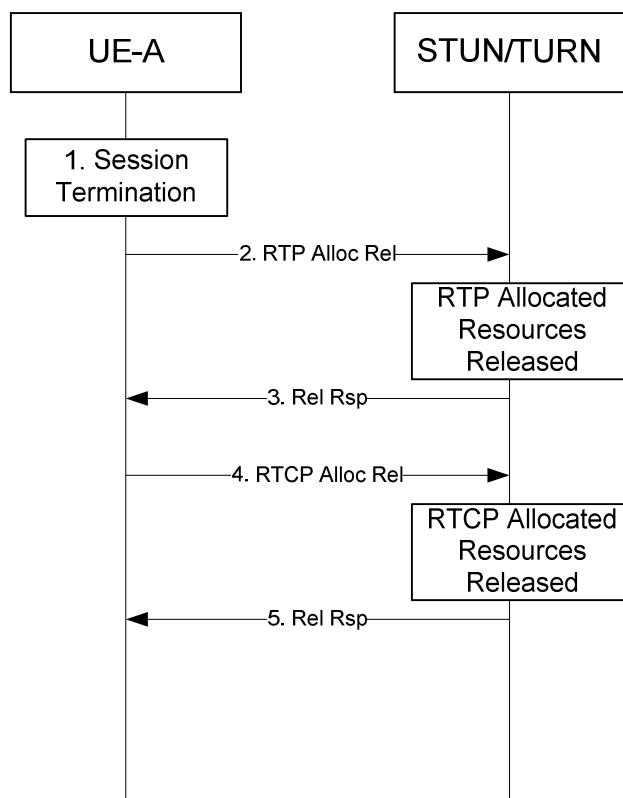 UE-A
STUN/TURN
1. Session
Termination
2. RTP Alloc Rel
RTP Allocated
Resources
Released
3. Rel Rsp
4. RTCP Alloc Rel
RTCP Allocated
Resources
Released
5. Rel Rsp